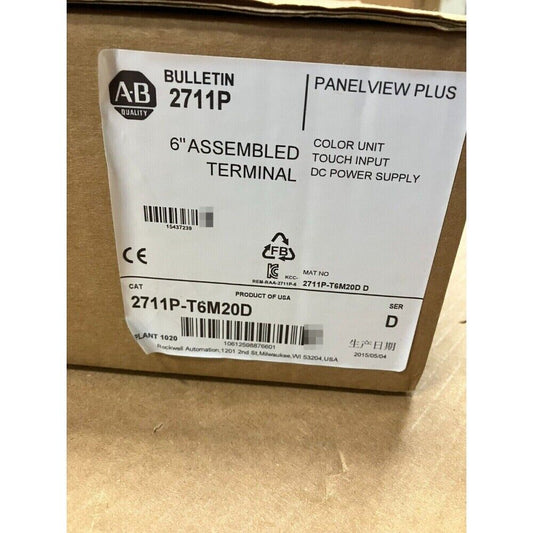 A-B
QUALITY
BULLETIN
2711P
PANELVIEW PLUS
6" ASSEMBLED
TERMINAL
COLOR UNIT
TOUCH INPUT
DC POWER SUPPLY
15437239
FB
CE
KCC-
REM-RAA-2711P-6
MAT NO
2711P-T6M20D D
CAT
PRODUCT OF USA
SER
2711P-T6M20D
D
PLANT 1020
10612598876601
Rockwell Automation,1201 2nd St,Milwaukee,WI 53204,USA
生产日期
2015/05/04